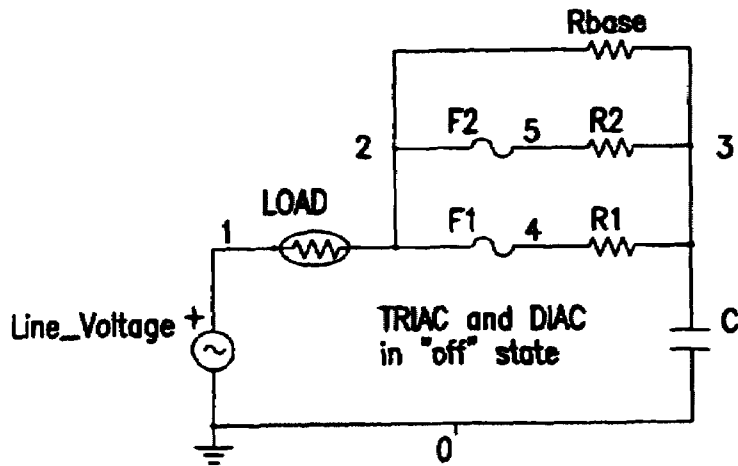 Rbase
F2
5
R2
2
3
LOAD
1
F1
4
R1
Line_Voltage
+
TRIAC and DIAC
in "off" state
C
0